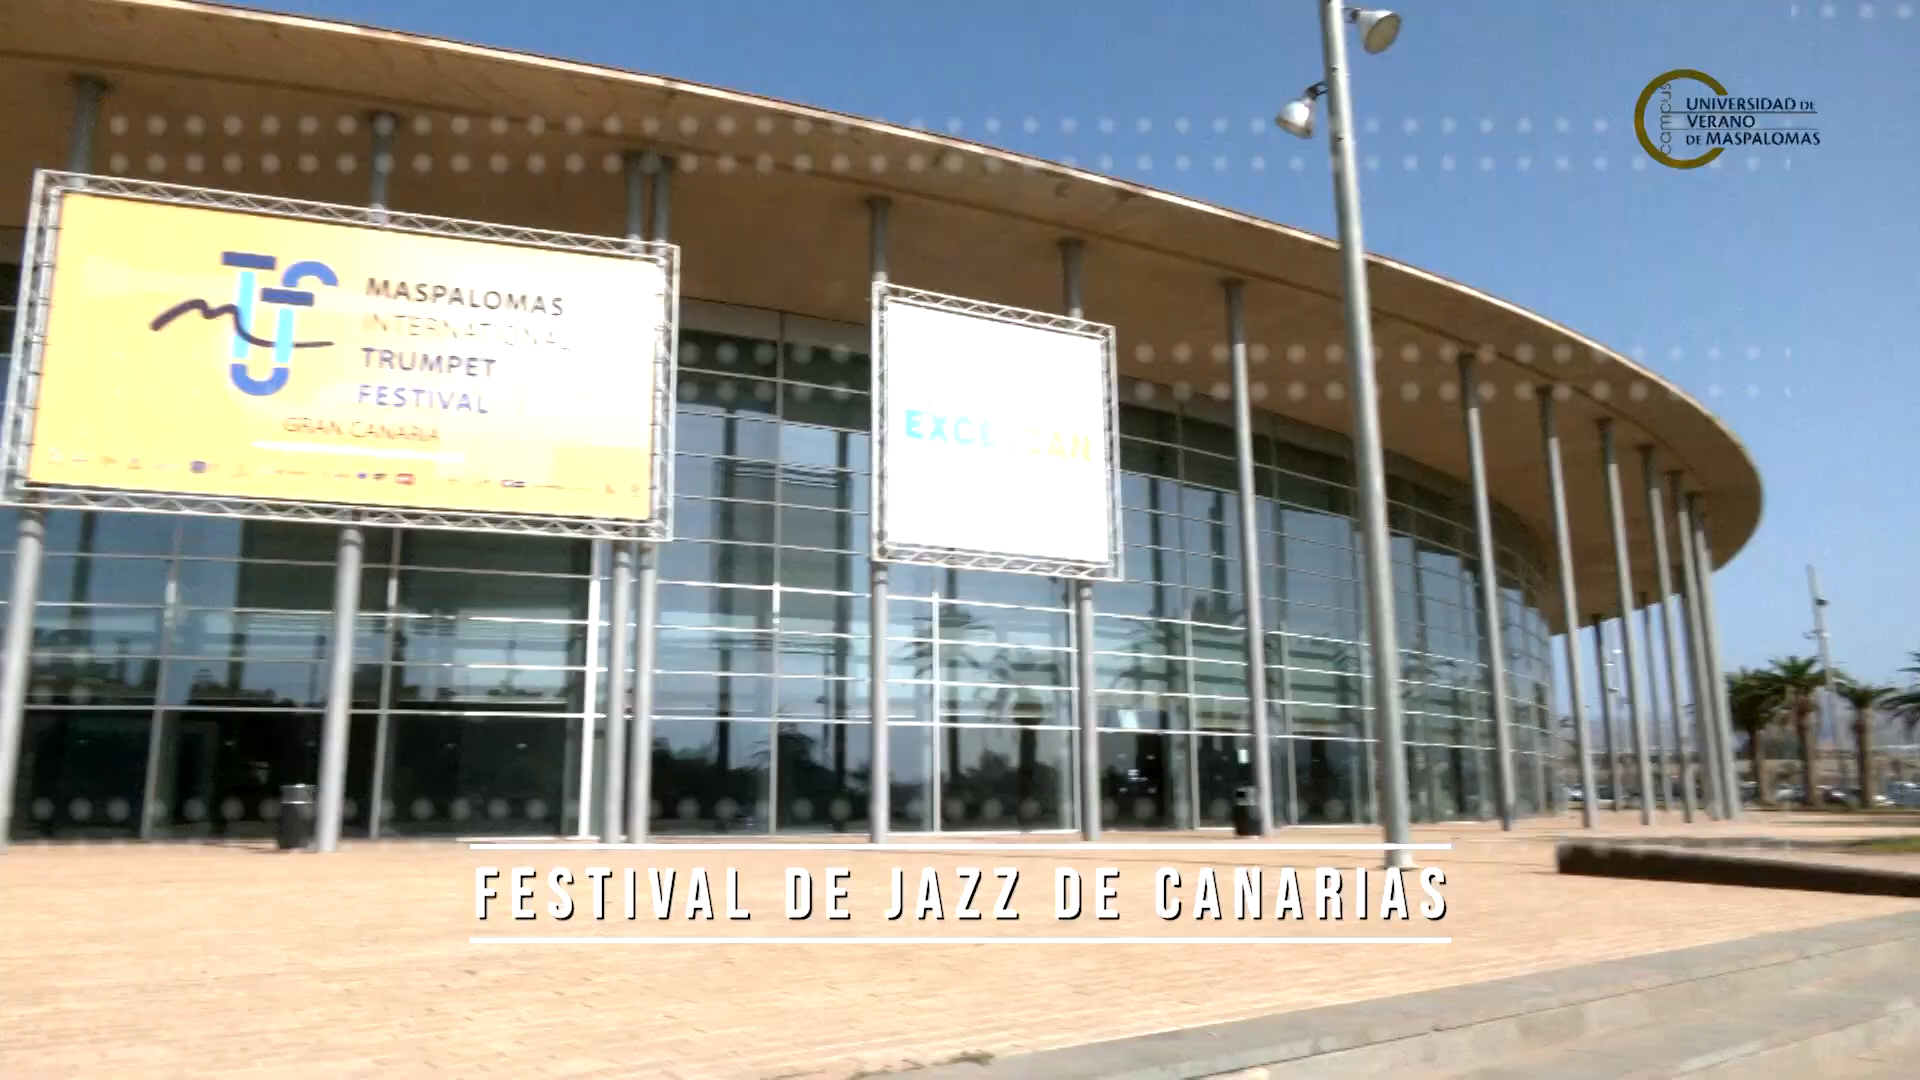 campus
UNIVERSIDAD DE
VERANO
DE MASPALOMAS
MASPALOMAS
INTERNATIONAL
TRUMPET
FESTIVAL
GRAN CANARIA
FESTIVAL DE JAZZ DE CANARIAS